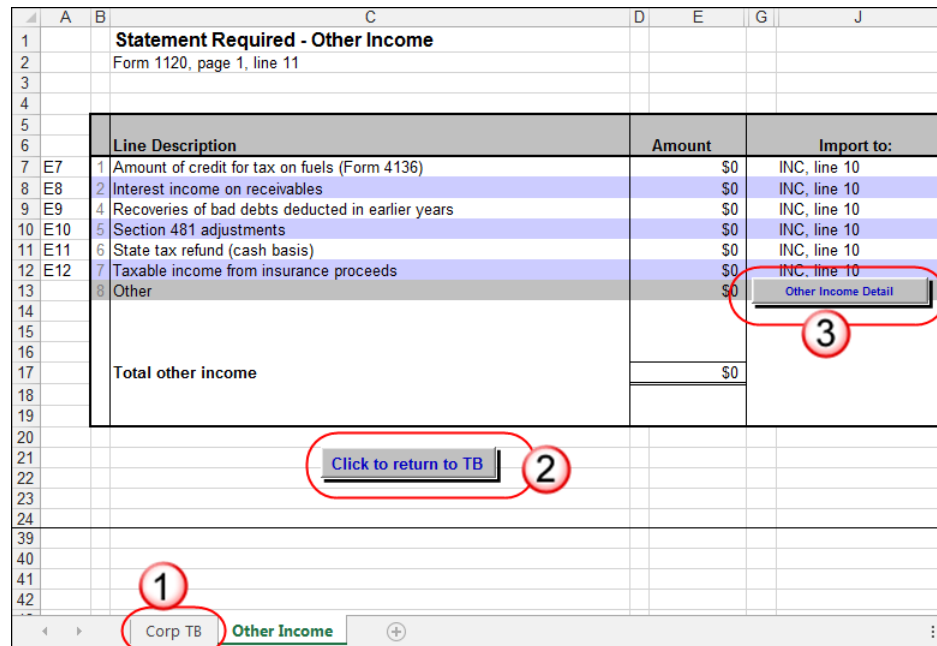 A B C D E G J
1 Statement Required - Other Income
2 Form 1120, page 1, line 11
3
4
5
6 Line Description Amount Import to:
7 E7 1 Amount of credit for tax on fuels (Form 4136) $0 INC, line 10
8 E8 2 Interest income on receivables $0 INC, line 10
9 E9 4 Recoveries of bad debts deducted in earlier years $0 INC, line 10
10 E10 5 Section 481 adjustments $0 INC, line 10
11 E11 6 State tax refund (cash basis) $0 INC, line 10
12 E12 7 Taxable income from insurance proceeds $0 INC, line 10
13 8 Other $0 Other Income Detail
14
15 3
16
17 Total other income $0
18
19
20
21 Click to return to TB 2
22
23
24
39
40
41 1
42
Corp TB Other Income